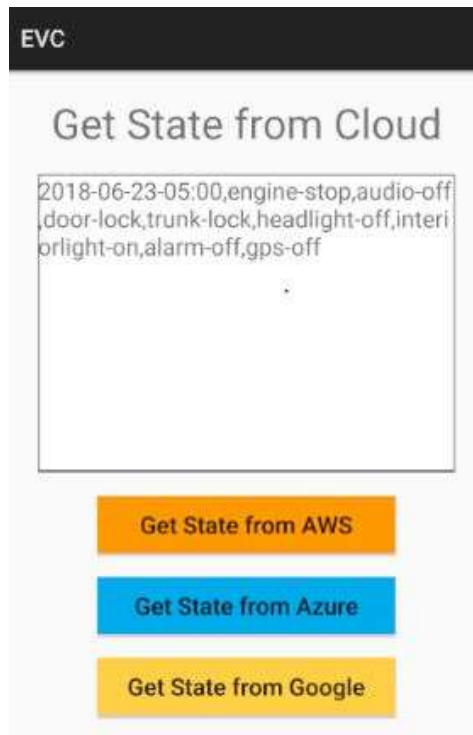 EVC
Get State from Cloud
2018-06-23-05:00,engine-stop,audio-off
,door-lock,trunk-lock,headlight-off,interi
orlight-on,alarm-off,gps-off
Get State from AWS
Get State from Azure
Get State from Google